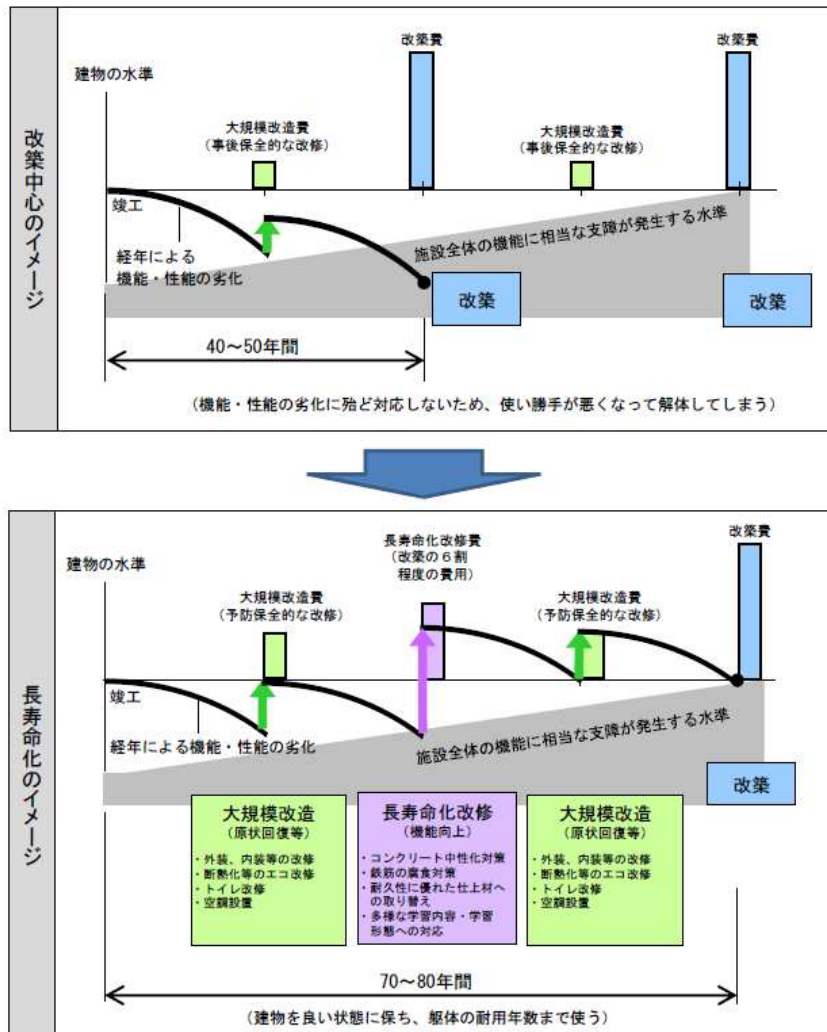 改築中心のイメージ
建物の水準
改築費
改築費
大規模改造費
(事後保全的な改修)
大規模改造費
(事後保全的な改修)
竣工
経年による
機能・性能の劣化
施設全体の機能に相当な支障が発生する水準
改築
改築
40～50年間
(機能・性能の劣化に殆ど対応しないため、使い勝手が悪くなって解体してしまう)
長寿命化のイメージ
建物の水準
長寿命化改修費
(改築の6割
程度の費用)
改築費
大規模改造費
(予防保全的な改修)
大規模改造費
(予防保全的な改修)
竣工
経年による機能・性能の劣化
施設全体の機能に相当な支障が発生する水準
改築
大規模改造
(原状回復等)
・外装、内装等の改修
・断熱化等のエコ改修
・トイレ改修
・空調設置
長寿命化改修
(機能向上)
・コンクリート中性化対策
・鉄筋の腐食対策
・耐久性に優れた仕上材へ
の取り替え
・多様な学習内容・学習
形態への対応
大規模改造
(原状回復等)
・外装、内装等の改修
・断熱化等のエコ改修
・トイレ改修
・空調設置
70～80年間
(建物を良い状態に保ち、躯体の耐用年数まで使う)